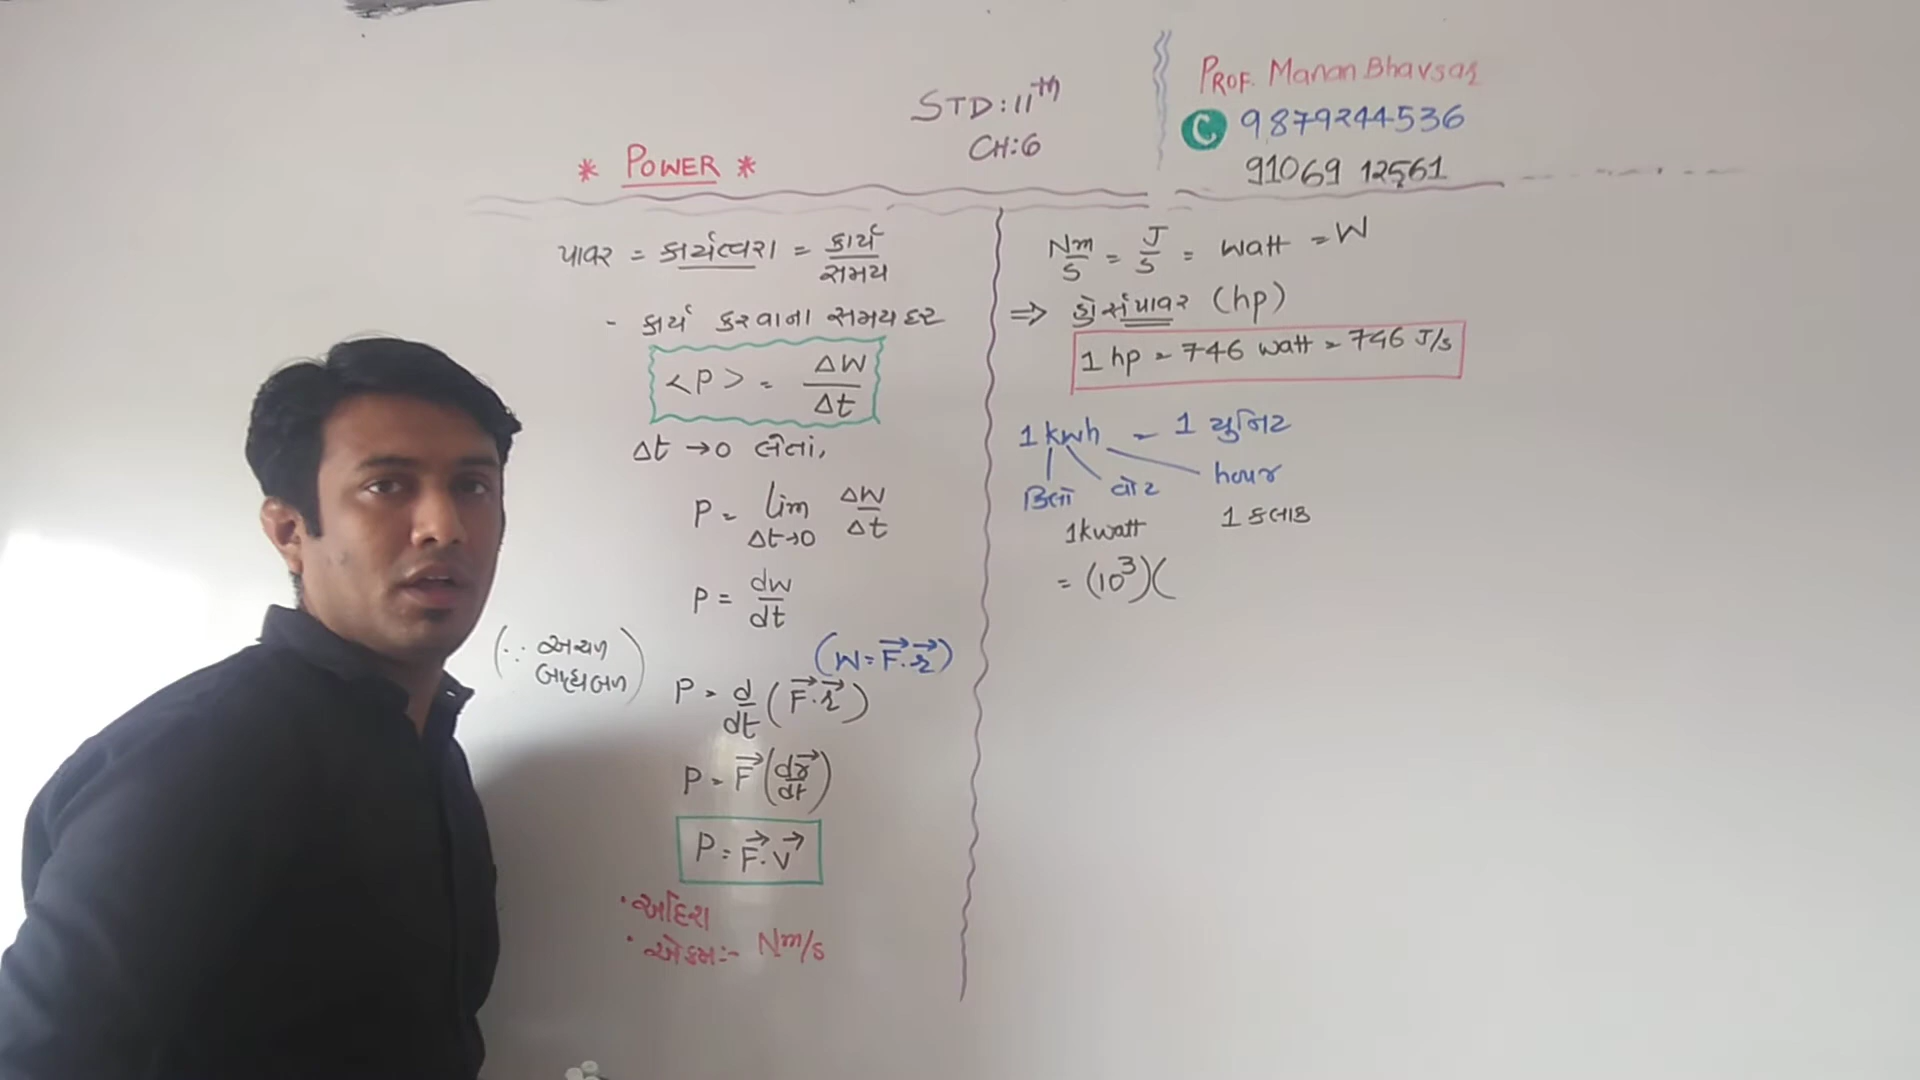 PROF. Manan Bhavsar
STD: 11th
CH: 6
C 9879244536
91069 12561
* POWER *
પાવર = કાર્યત્વરા = કાર્ય / સમય
- કાર્ય કરવાના સમયદર
<P> = ΔW / Δt
Δt → 0 લેતાં,
P = lim Δt→0 ΔW / Δt
P = dw / dt
(∵ અચળ બાહ્યબળ)
(W = F⃗·r⃗)
P = d/dt (F⃗·r⃗)
P = F⃗ (dr⃗/dt)
P = F⃗·v⃗
· અદિશ
· એકમ:- Nm/s
Nm/s = J/s = watt = W
⇒ હોર્સપાવર (hp)
1 hp = 746 watt = 746 J/s
1 kwh = 1 યુનિટ
કિલો વોટ hour
1kwatt 1 કલાક
= (10³)(